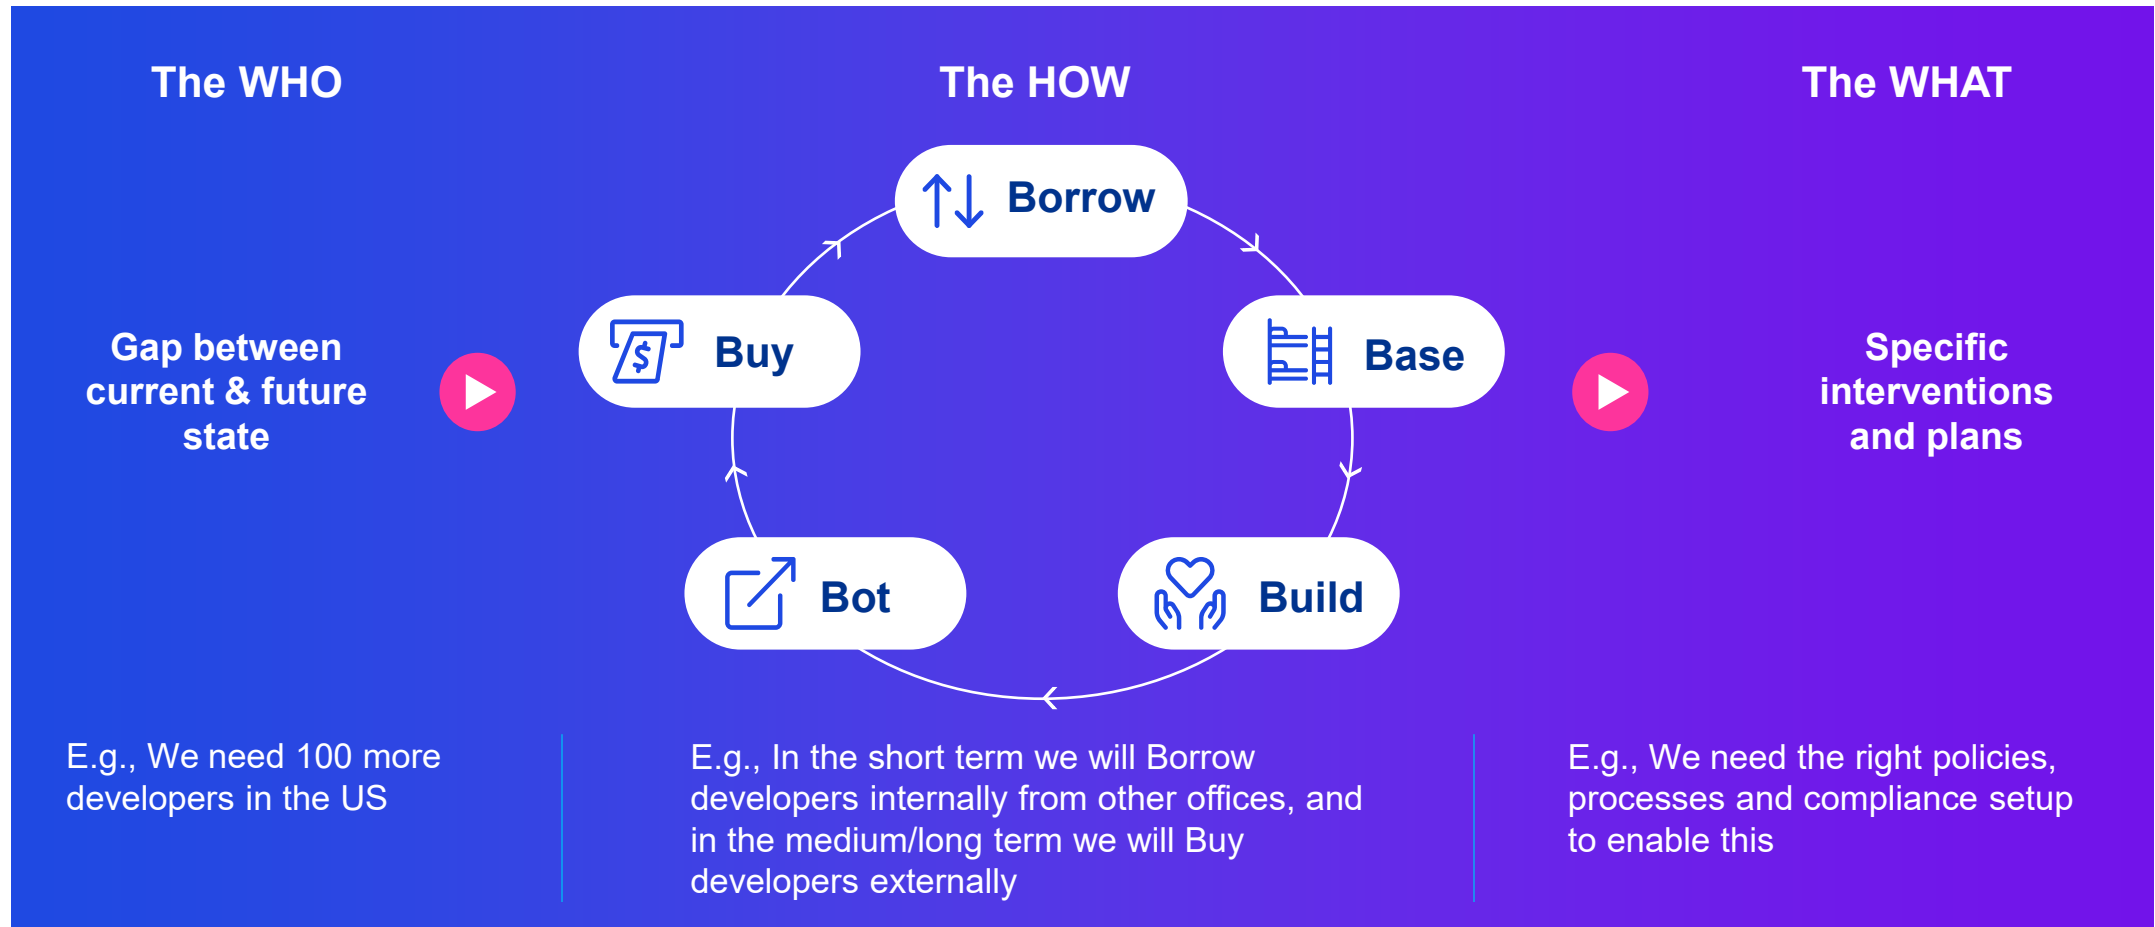 The WHO
The HOW
The WHAT
Borrow
Buy
Base
Bot
Build
Gap between
current & future
state
Specific
interventions
and plans
E.g., We need 100 more
developers in the US
E.g., In the short term we will Borrow
developers internally from other offices, and
in the medium/long term we will Buy
developers externally
E.g., We need the right policies,
processes and compliance setup
to enable this